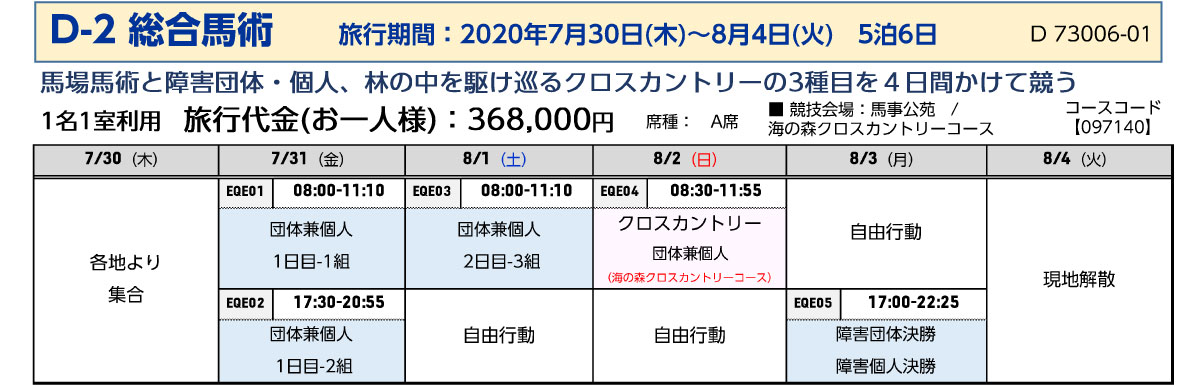 D-2 総合馬術 旅行期間：2020年7月30日(木)～8月4日(火) 5泊6日 D 73006-01
馬場馬術と障害団体・個人、林の中を駆け巡るクロスカントリーの3種目を４日間かけて競う
1名1室利用 旅行代金(お一人様)：368,000円 席種： A席 ■ 競技会場：馬事公苑 /
海の森クロスカントリーコース
コースコード
【097140】
7/30 (木) 7/31 (金) 8/1 (土) 8/2 (日) 8/3 (月) 8/4 (火)
各地より
集合
EQE01 08:00-11:10
団体兼個人
1日目-1組
EQE02 17:30-20:55
団体兼個人
1日目-2組
EQE03 08:00-11:10
団体兼個人
2日目-3組
自由行動
EQE04 08:30-11:55
クロスカントリー
団体兼個人
(海の森クロスカントリーコース)
自由行動
自由行動
EQE05 17:00-22:25
障害団体決勝
障害個人決勝
現地解散